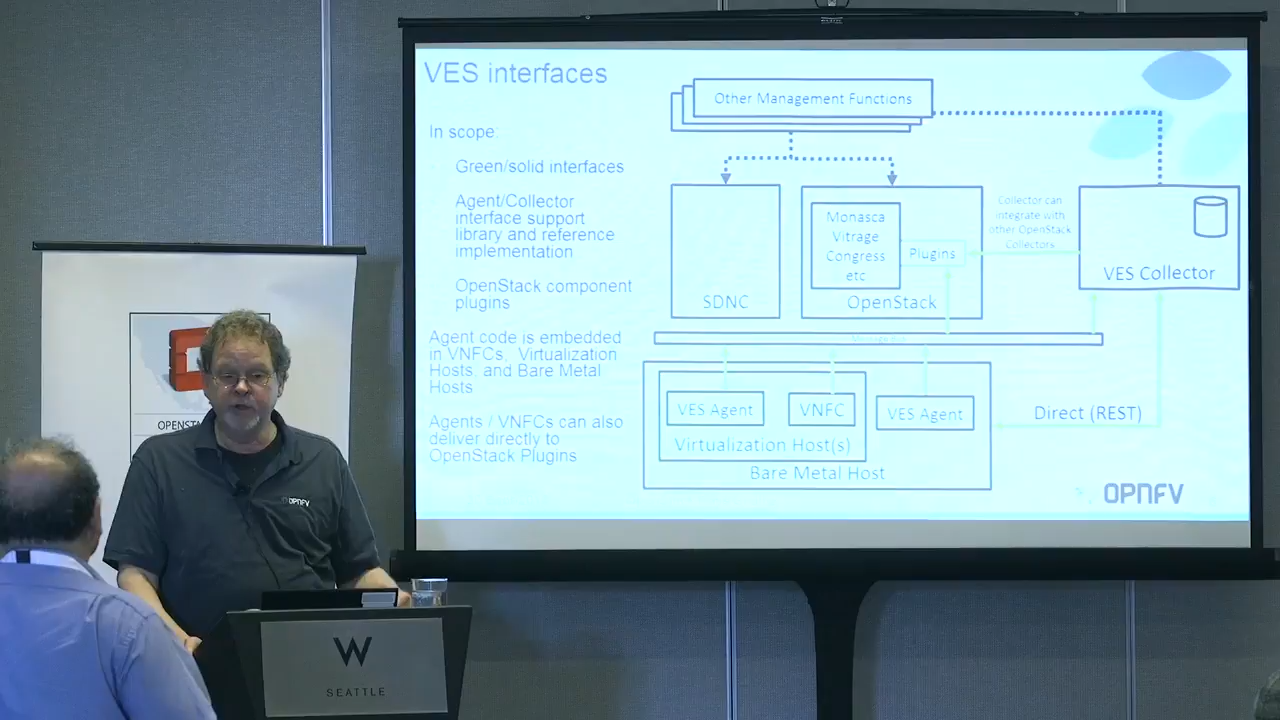 VES interfaces
In scope:
Green/solid interfaces
Agent/Collector
interface support
library and reference
implementation
OpenStack component
plugins
Agent code is embedded
in VNFCs, Virtualization
Hosts, and Bare Metal
Hosts
Agents / VNFCs can also
deliver directly to
OpenStack Plugins
Other Management Functions
SDNC
Monasca
Vitrage
Congress
etc
Plugins
OpenStack
Collector can
integrate with
other OpenStack
Collectors
VES Collector
VES Agent
VNFC
VES Agent
Virtualization Host(s)
Bare Metal Host
Direct (REST)
OPNFV
OPNFV
W
SEATTLE